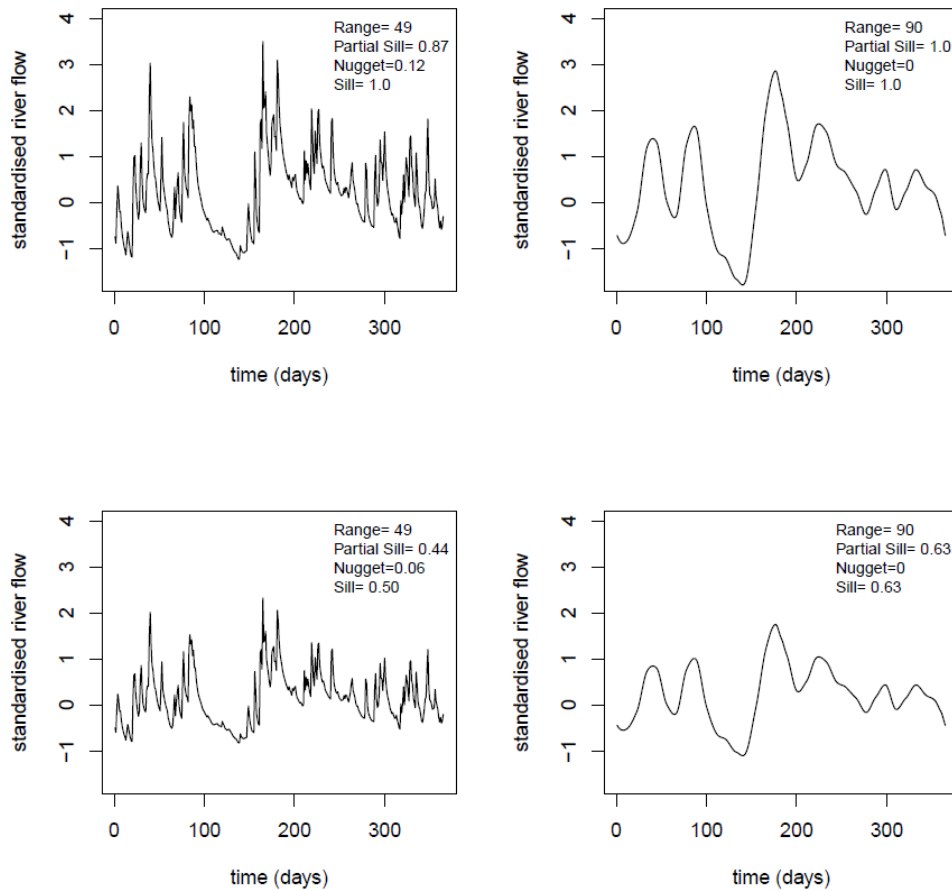 standardised river flow
4
3
2
1
0
−1
Range= 49
Partial Sill= 0.87
Nugget=0.12
Sill= 1.0
0 100 200 300
time (days)
standardised river flow
4
3
2
1
0
−1
Range= 90
Partial Sill= 1.0
Nugget=0
Sill= 1.0
0 100 200 300
time (days)
standardised river flow
4
3
2
1
0
−1
Range= 49
Partial Sill= 0.44
Nugget=0.06
Sill= 0.50
0 100 200 300
time (days)
standardised river flow
4
3
2
1
0
−1
Range= 90
Partial Sill= 0.63
Nugget=0
Sill= 0.63
0 100 200 300
time (days)